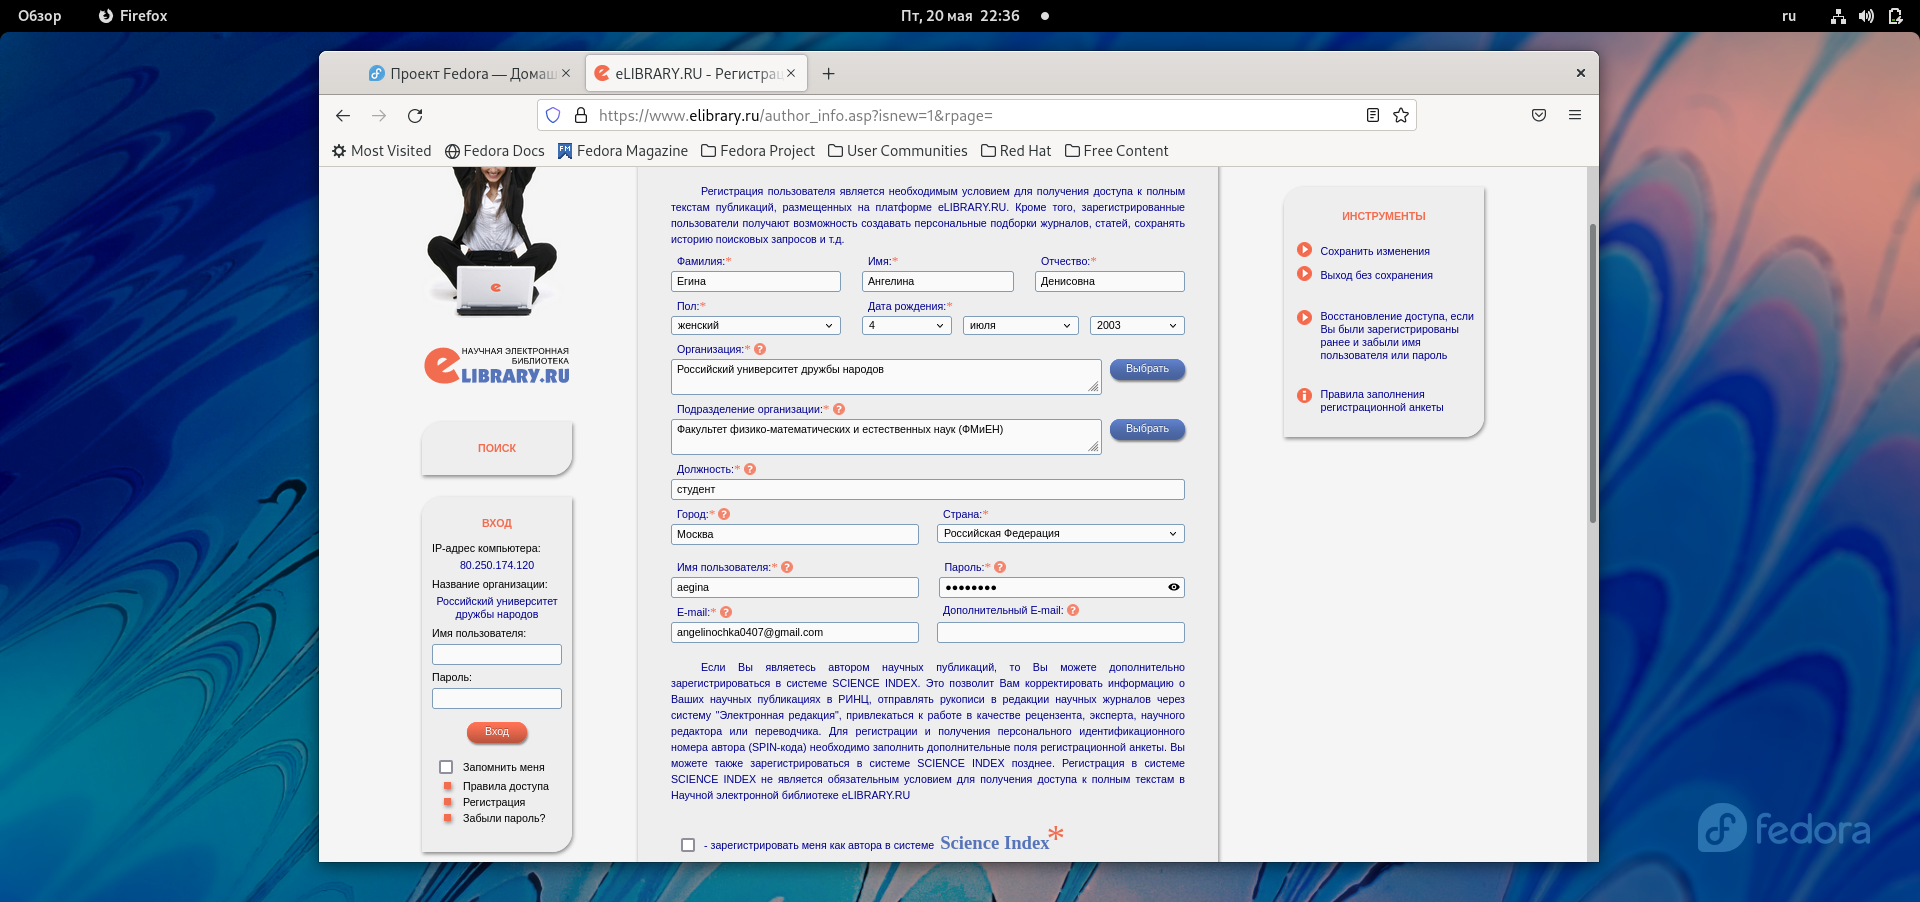 Обзор
Firefox
Пт, 20 мая 22:36
ru
Проект Fedora — Домаш
eLIBRARY.RU - Регистрац
https://www.elibrary.ru/author_info.asp?isnew=1&rpage=
Most Visited
Fedora Docs
Fedora Magazine
Fedora Project
User Communities
Red Hat
Free Content
НАУЧНАЯ ЭЛЕКТРОННАЯ
БИБЛИОТЕКА
eLIBRARY.RU
ПОИСК
ВХОД
IP-адрес компьютера:
80.250.174.120
Название организации:
Российский университет
дружбы народов
Имя пользователя:
Пароль:
Вход
Запомнить меня
Правила доступа
Регистрация
Забыли пароль?
Регистрация пользователя является необходимым условием для получения доступа к полным
текстам публикаций, размещенных на платформе eLIBRARY.RU. Кроме того, зарегистрированные
пользователи получают возможность создавать персональные подборки журналов, статей, сохранять
историю поисковых запросов и т.д.
Фамилия:* Имя:* Отчество:*
Егина Ангелина Денисовна
Пол:* Дата рождения:*
женский 4 июля 2003
Организация:* ?
Российский университет дружбы народов
Выбрать
Подразделение организации:* ?
Факультет физико-математических и естественных наук (ФМиЕН)
Выбрать
Должность:* ?
студент
Город:* ? Страна:*
Москва Российская Федерация
Имя пользователя:* ? Пароль:* ?
aegina ●●●●●●●●
E-mail:* ? Дополнительный E-mail: ?
angelinochka0407@gmail.com
Если Вы являетесь автором научных публикаций, то Вы можете дополнительно
зарегистрироваться в системе SCIENCE INDEX. Это позволит Вам корректировать информацию о
Ваших научных публикациях в РИНЦ, отправлять рукописи в редакции научных журналов через
систему "Электронная редакция", привлекаться к работе в качестве рецензента, эксперта, научного
редактора или переводчика. Для регистрации и получения персонального идентификационного
номера автора (SPIN-кода) необходимо заполнить дополнительные поля регистрационной анкеты. Вы
можете также зарегистрироваться в системе SCIENCE INDEX позднее. Регистрация в системе
SCIENCE INDEX не является обязательным условием для получения доступа к полным текстам в
Научной электронной библиотеке eLIBRARY.RU
- зарегистрировать меня как автора в системе Science Index*
ИНСТРУМЕНТЫ
Сохранить изменения
Выход без сохранения
Восстановление доступа, если
Вы были зарегистрированы
ранее и забыли имя
пользователя или пароль
Правила заполнения
регистрационной анкеты
fedora